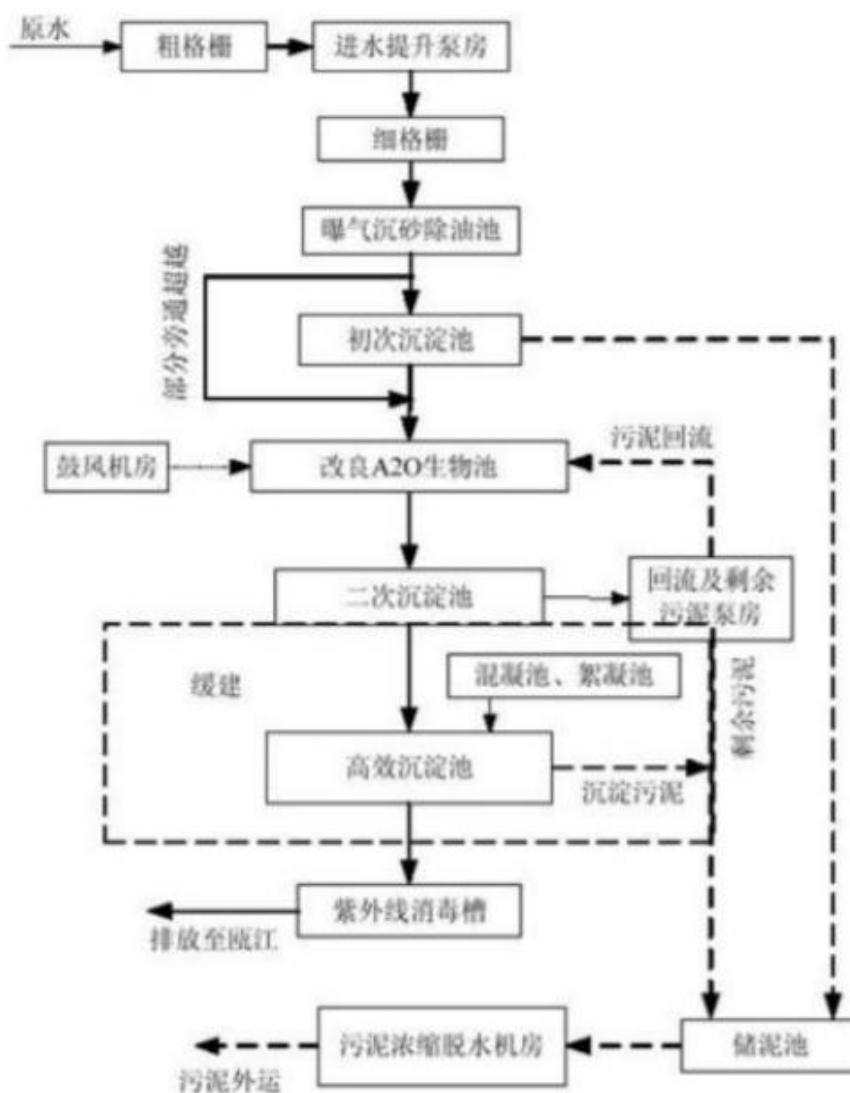 原水
粗格栅
进水提升泵房
细格栅
曝气沉砂除油池
部分旁通超越
初次沉淀池
污泥回流
鼓风机房
改良A2O生物池
二次沉淀池
回流及剩余
污泥泵房
缓建
混凝池、絮凝池
剩余污泥
高效沉淀池
沉淀污泥
紫外线消毒槽
排放至瓯江
污泥浓缩脱水机房
储泥池
污泥外运